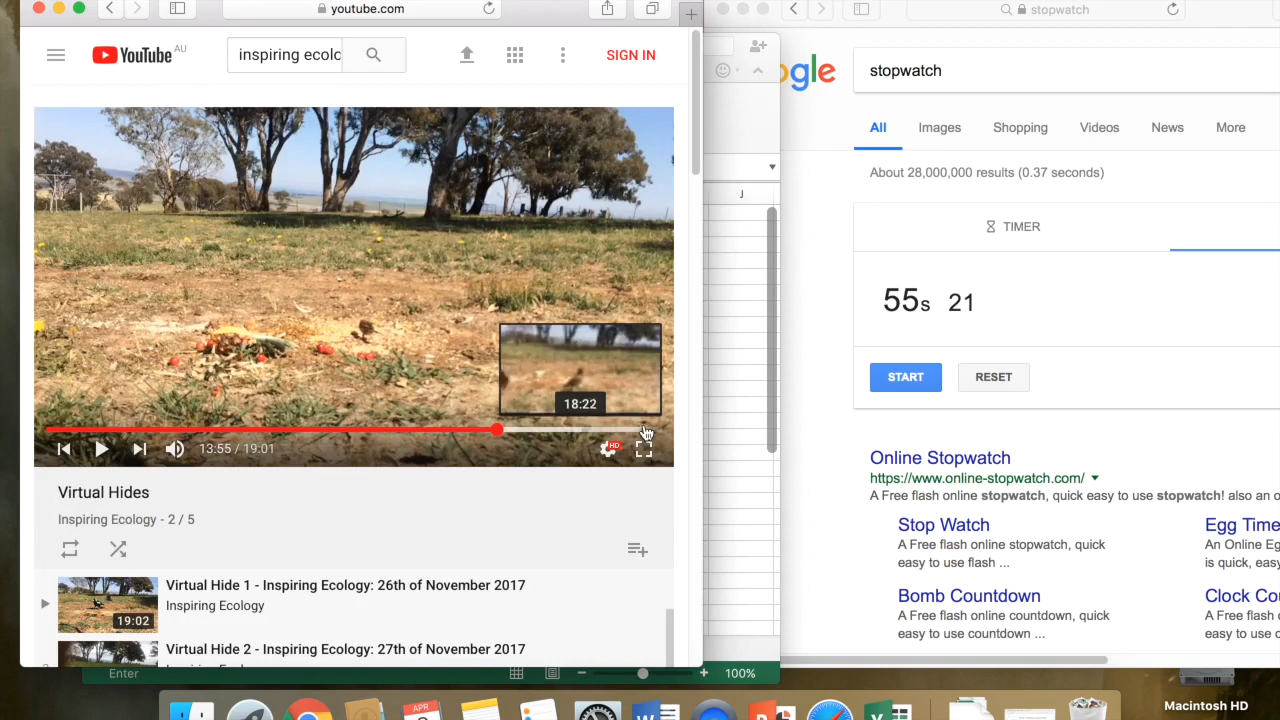 youtube.com
YouTube AU
inspiring ecolo
SIGN IN
18:22
13:55 / 19:01
HD
Virtual Hides
Inspiring Ecology - 2 / 5
Virtual Hide 1 - Inspiring Ecology: 26th of November 2017
Inspiring Ecology
19:02
Virtual Hide 2 - Inspiring Ecology: 27th of November 2017
J
Enter
100%
stopwatch
gle
stopwatch
All
Images
Shopping
Videos
News
More
About 28,000,000 results (0.37 seconds)
TIMER
55s 21
START
RESET
Online Stopwatch
https://www.online-stopwatch.com/
A Free flash online stopwatch, quick easy to use stopwatch! also an o
Stop Watch
A Free flash online stopwatch, quick
easy to use flash ...
Egg Time
An Online Eg
is quick, easy
Bomb Countdown
A Free flash online countdown, quick
easy to use countdown ...
Clock Cou
A Free flash
easy to use
APR
Macintosh HD